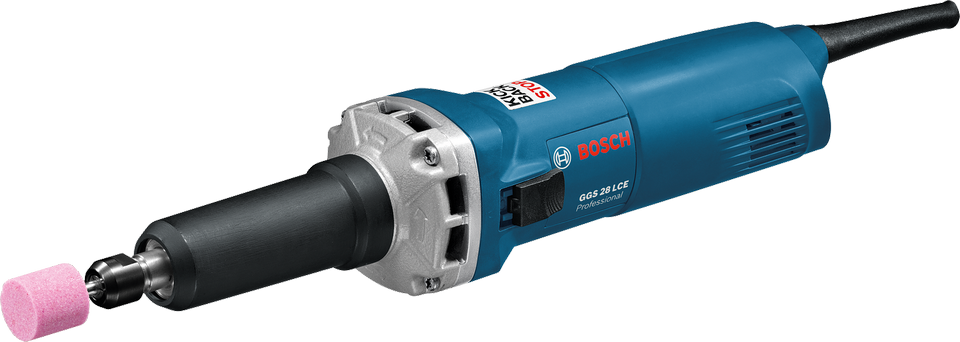 KICK
BACK
STOP
BOSCH
GGS 28 LCE
Professional